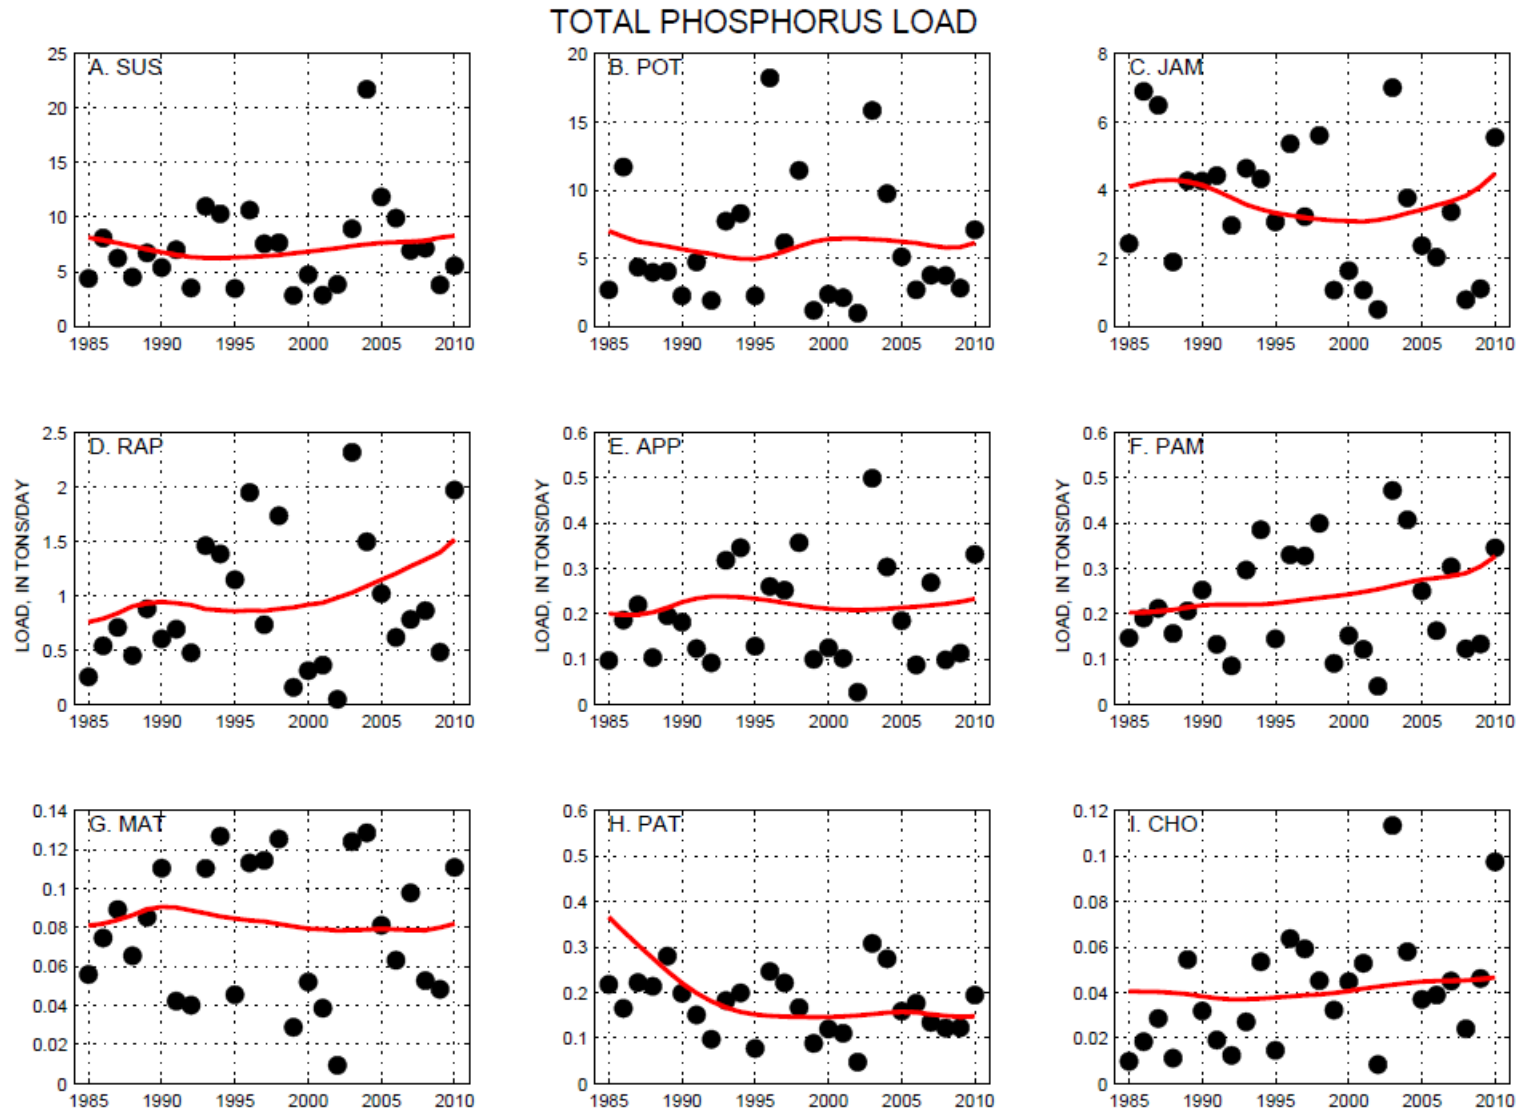 TOTAL PHOSPHORUS LOAD
25
20
15
10
5
0
A. SUS
1985 1990 1995 2000 2005 2010
20
15
10
5
0
B. POT
1985 1990 1995 2000 2005 2010
8
6
4
2
0
C. JAM
1985 1990 1995 2000 2005 2010
LOAD, IN TONS/DAY
2.5
2
1.5
1
0.5
0
D. RAP
1985 1990 1995 2000 2005 2010
LOAD, IN TONS/DAY
0.6
0.5
0.4
0.3
0.2
0.1
0
E. APP
1985 1990 1995 2000 2005 2010
LOAD, IN TONS/DAY
0.6
0.5
0.4
0.3
0.2
0.1
0
F. PAM
1985 1990 1995 2000 2005 2010
0.14
0.12
0.1
0.08
0.06
0.04
0.02
0
G. MAT
1985 1990 1995 2000 2005 2010
0.6
0.5
0.4
0.3
0.2
0.1
0
H. PAT
1985 1990 1995 2000 2005 2010
0.12
0.1
0.08
0.06
0.04
0.02
0
I. CHO
1985 1990 1995 2000 2005 2010